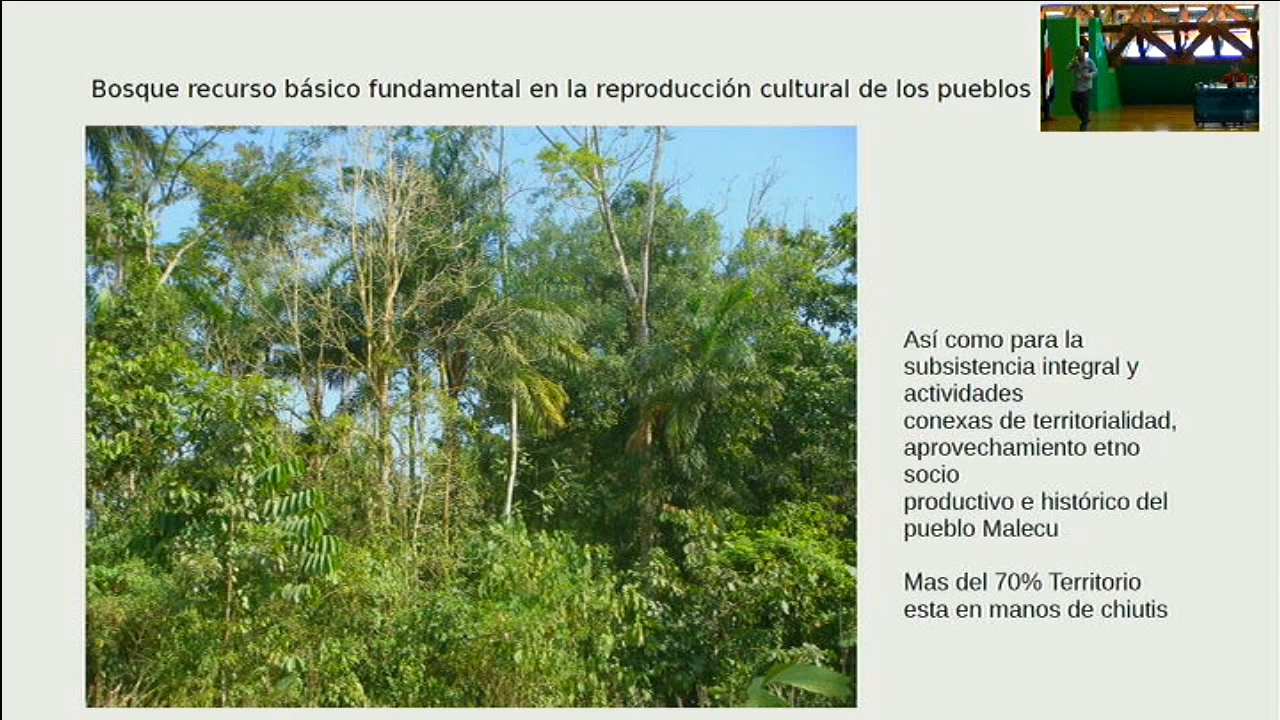 Bosque recurso básico fundamental en la reproducción cultural de los pueblos
Así como para la
subsistencia integral y
actividades
conexas de territorialidad,
aprovechamiento etno
socio
productivo e histórico del
pueblo Malecu
Mas del 70% Territorio
esta en manos de chiutis